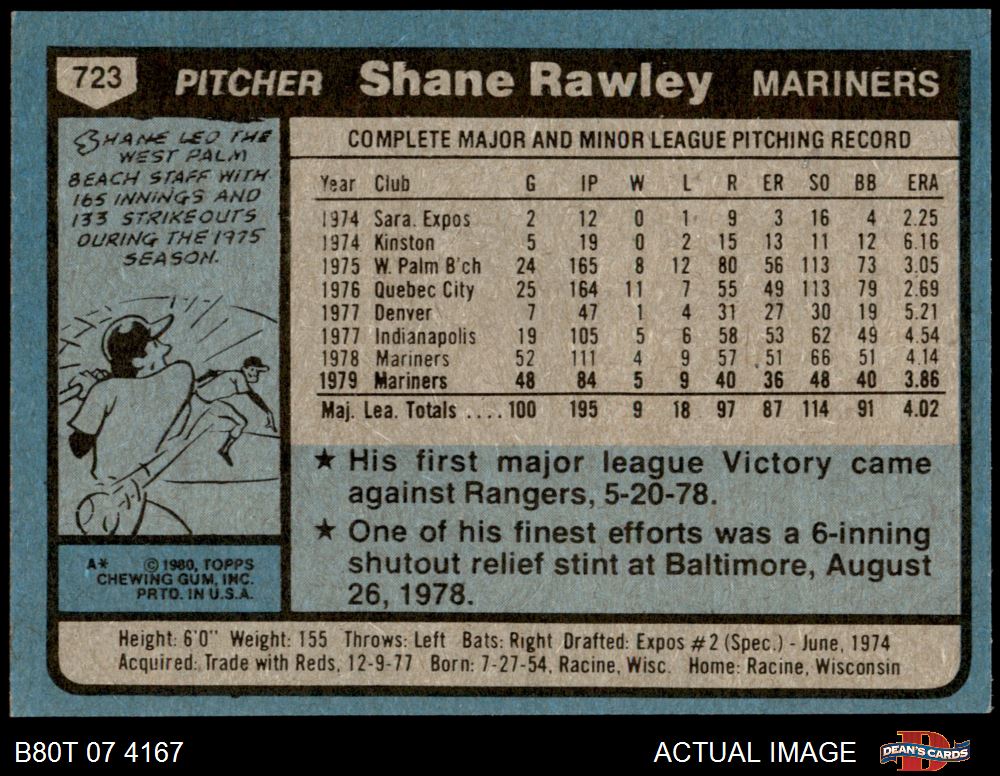 723 PITCHER Shane Rawley MARINERS
SHANE LED THE
WEST PALM
BEACH STAFF WITH
165 INNINGS AND
133 STRIKEOUTS
DURING THE 1975
SEASON.
COMPLETE MAJOR AND MINOR LEAGUE PITCHING RECORD
Year Club G IP W L R ER SO BB ERA
1974 Sara. Expos 2 12 0 1 9 3 16 4 2.25
1974 Kinston 5 19 0 2 15 13 11 12 6.16
1975 W. Palm B'ch 24 165 8 12 80 56 113 73 3.05
1976 Quebec City 25 164 11 7 55 49 113 79 2.69
1977 Denver 7 47 1 4 31 27 30 19 5.21
1977 Indianapolis 19 105 5 6 58 53 62 49 4.54
1978 Mariners 52 111 4 9 57 51 66 51 4.14
1979 Mariners 48 84 5 9 40 36 48 40 3.86
Maj. Lea. Totals .... 100 195 9 18 97 87 114 91 4.02
★ His first major league Victory came
against Rangers, 5-20-78.
★ One of his finest efforts was a 6-inning
shutout relief stint at Baltimore, August
26, 1978.
A* © 1980, TOPPS
CHEWING GUM, INC.
PRTD. IN U.S.A.
Height: 6'0" Weight: 155 Throws: Left Bats: Right Drafted: Expos #2 (Spec.) - June, 1974
Acquired: Trade with Reds, 12-9-77 Born: 7-27-54, Racine, Wisc. Home: Racine, Wisconsin
B80T 07 4167 ACTUAL IMAGE DEAN'S CARDS